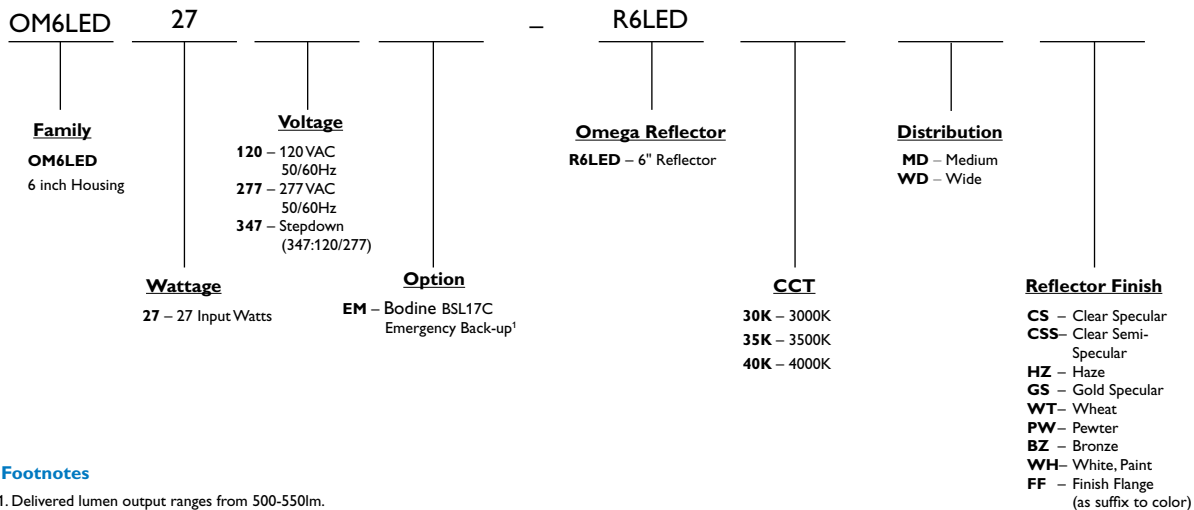 OM6LED 27 – R6LED
Family
OM6LED
6 inch Housing
Voltage
120 – 120 VAC
50/60Hz
277 – 277 VAC
50/60Hz
347 – Stepdown
(347:120/277)
Omega Reflector
R6LED – 6" Reflector
Distribution
MD – Medium
WD – Wide
Wattage
27 – 27 Input Watts
Option
EM – Bodine BSL17C
Emergency Back-up¹
CCT
30K – 3000K
35K – 3500K
40K – 4000K
Reflector Finish
CS – Clear Specular
CSS– Clear Semi-
Specular
HZ – Haze
GS – Gold Specular
WT– Wheat
PW– Pewter
BZ – Bronze
WH– White, Paint
FF – Finish Flange
(as suffix to color)
Footnotes
1. Delivered lumen output ranges from 500-550lm.